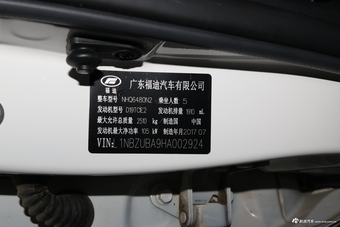 福迪
广东福迪汽车有限公司
整车型号 NHQ6480N2 乘坐人数 5
发动机型号 D19TCIE2 发动机排量 1910 mL
最大允许总质量 2510 kg 制造国 中国
发动机最大净功率 105 kW 制造年月 2017 07
VIN: 1NBZUBA9HA002924